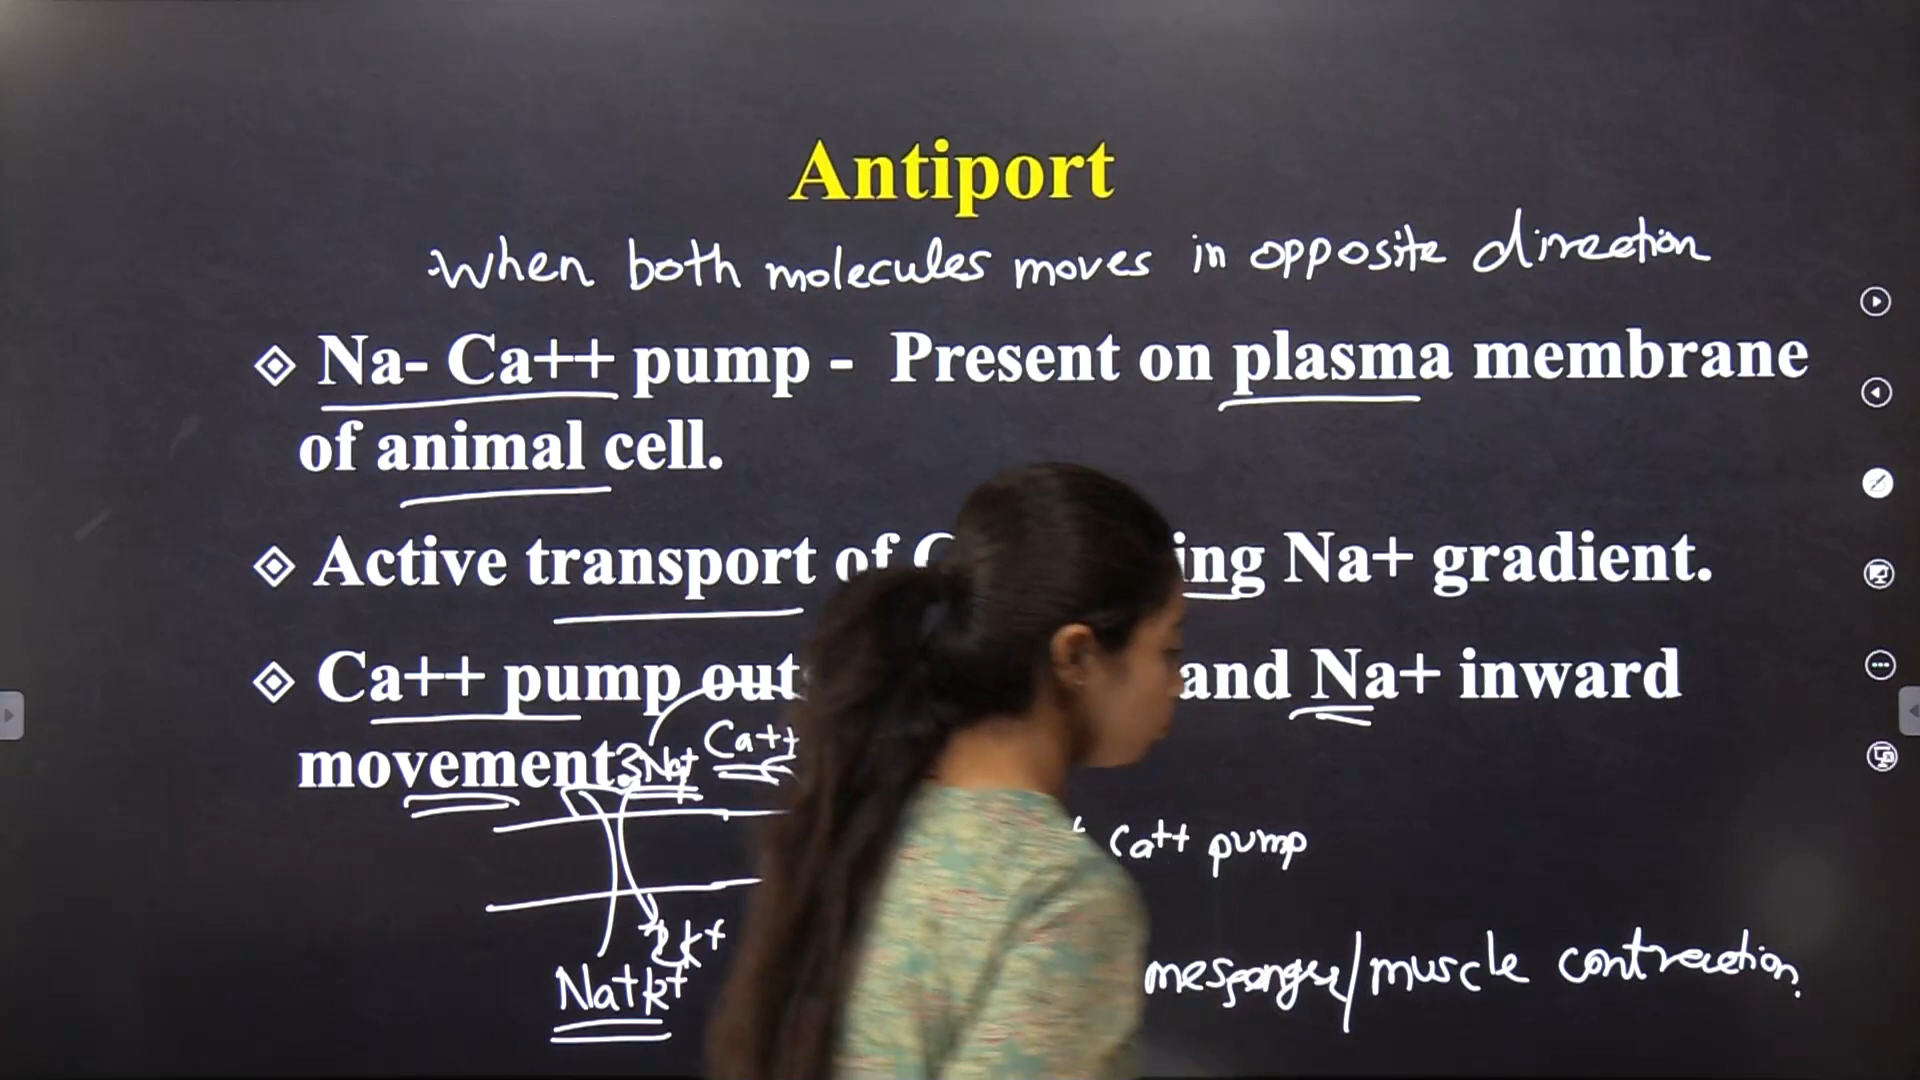 Antiport
When both molecules moves in opposite direction
Na- Ca++ pump - Present on plasma membrane
of animal cell.
Active transport of Na+ gradient.
Ca++ pump and Na+ inward
movement.
3Na+ Ca++
Ca++ pump
2K+
messenger/muscle contraction.
Na+K+